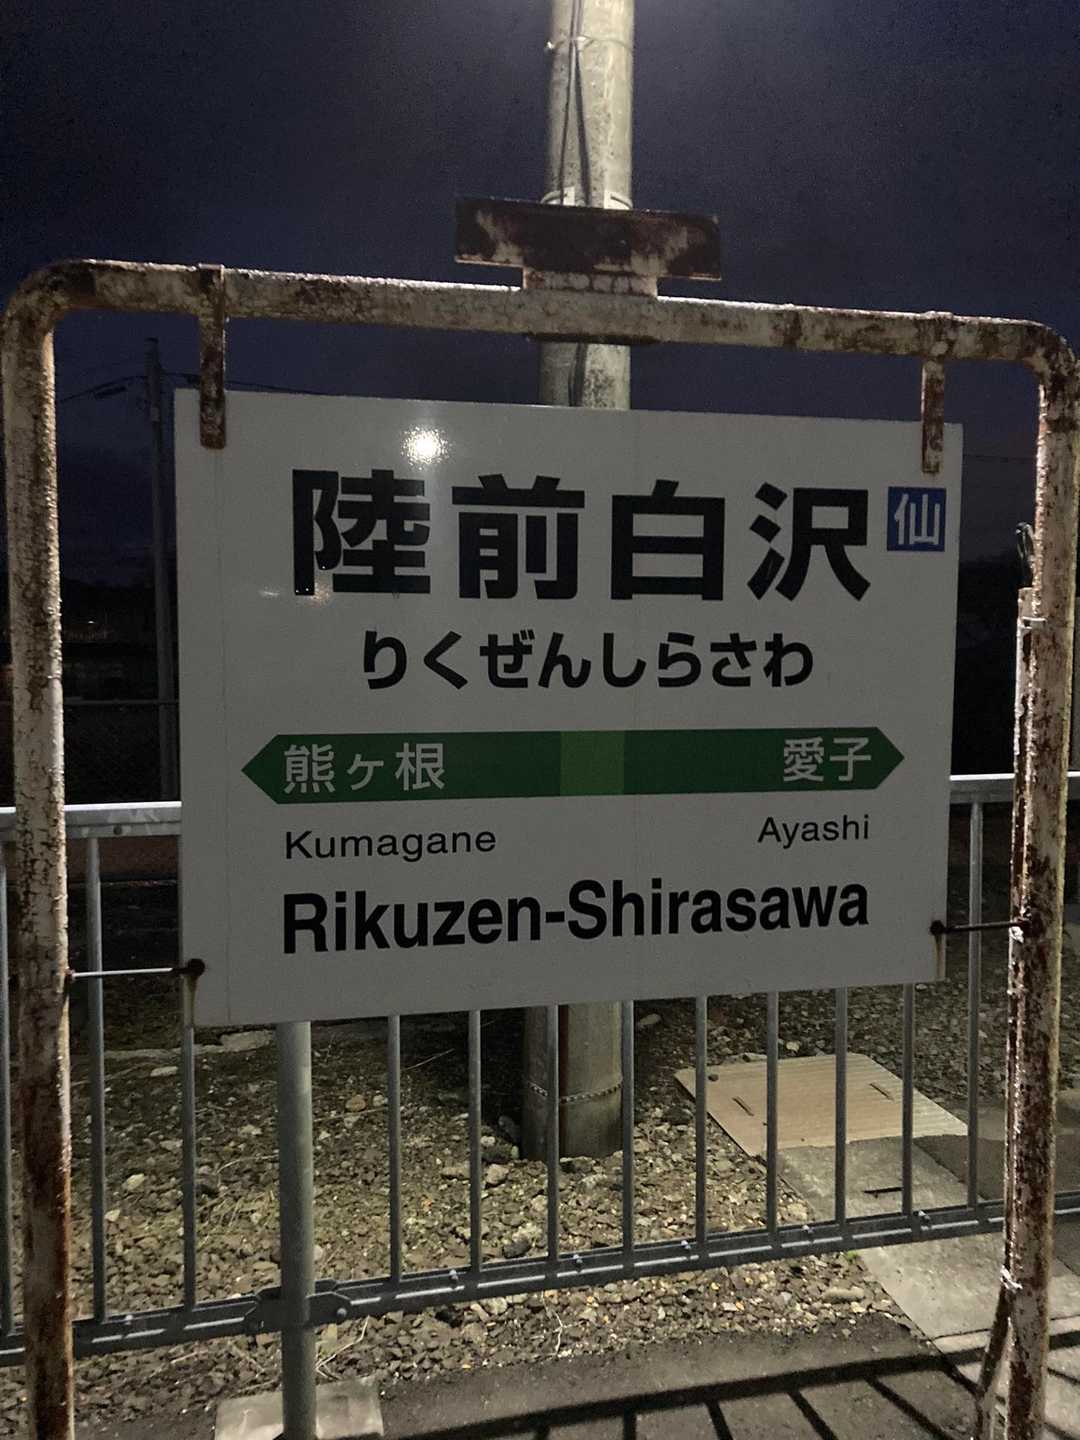 陸前白沢 仙
りくぜんしらさわ
熊ヶ根 愛子
Kumagane Ayashi
Rikuzen-Shirasawa